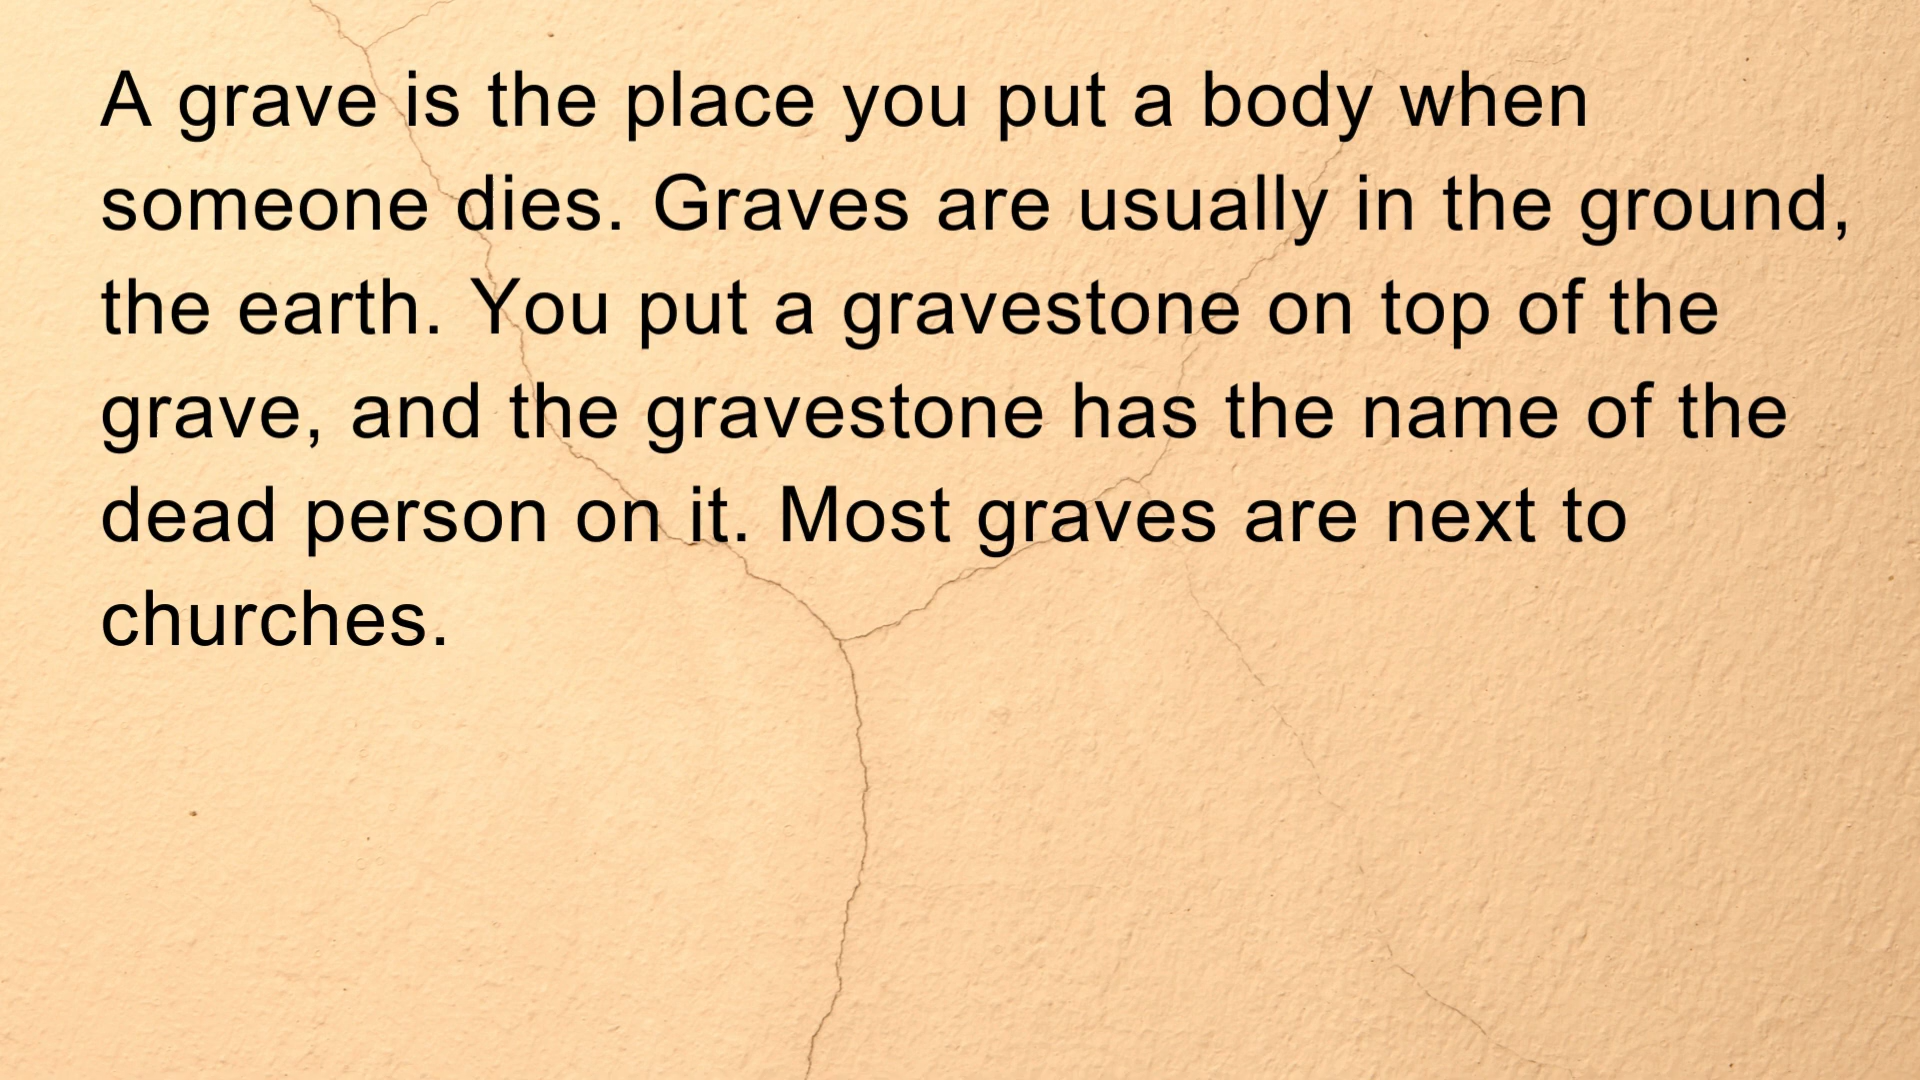 A grave is the place you put a body when
someone dies. Graves are usually in the ground,
the earth. You put a gravestone on top of the
grave, and the gravestone has the name of the
dead person on it. Most graves are next to
churches.